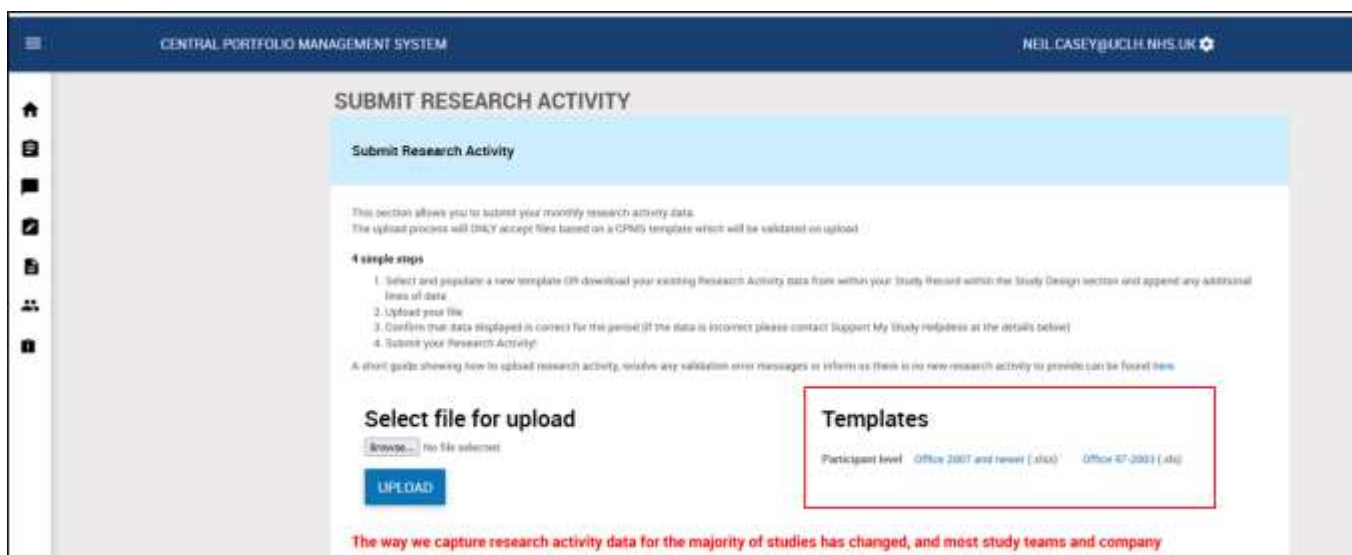 CENTRAL PORTFOLIO MANAGEMENT SYSTEM
NEIL.CASEY@UCLH.NHS.UK
SUBMIT RESEARCH ACTIVITY
Submit Research Activity
This section allows you to submit your monthly research activity data.
The upload process will ONLY accept files based on a CPMS template which will be validated on upload
4 simple steps
1. Select and populate a new template OR download your existing Research Activity data from within your Study Record within the Study Design section and append any additional
lines of data
2. Upload your file
3. Confirm that data displayed is correct for the period (if the data is incorrect please contact Support My Study Helpdesk at the details below)
4. Submit your Research Activity!
A short guide showing how to upload research activity, resolve any validation error messages or inform us there is no new research activity to provide can be found here
Select file for upload
Browse... No file selected.
UPLOAD
Templates
Participant level Office 2007 and newer (.xlsx) Office 97-2003 (.xls)
The way we capture research activity data for the majority of studies has changed, and most study teams and company